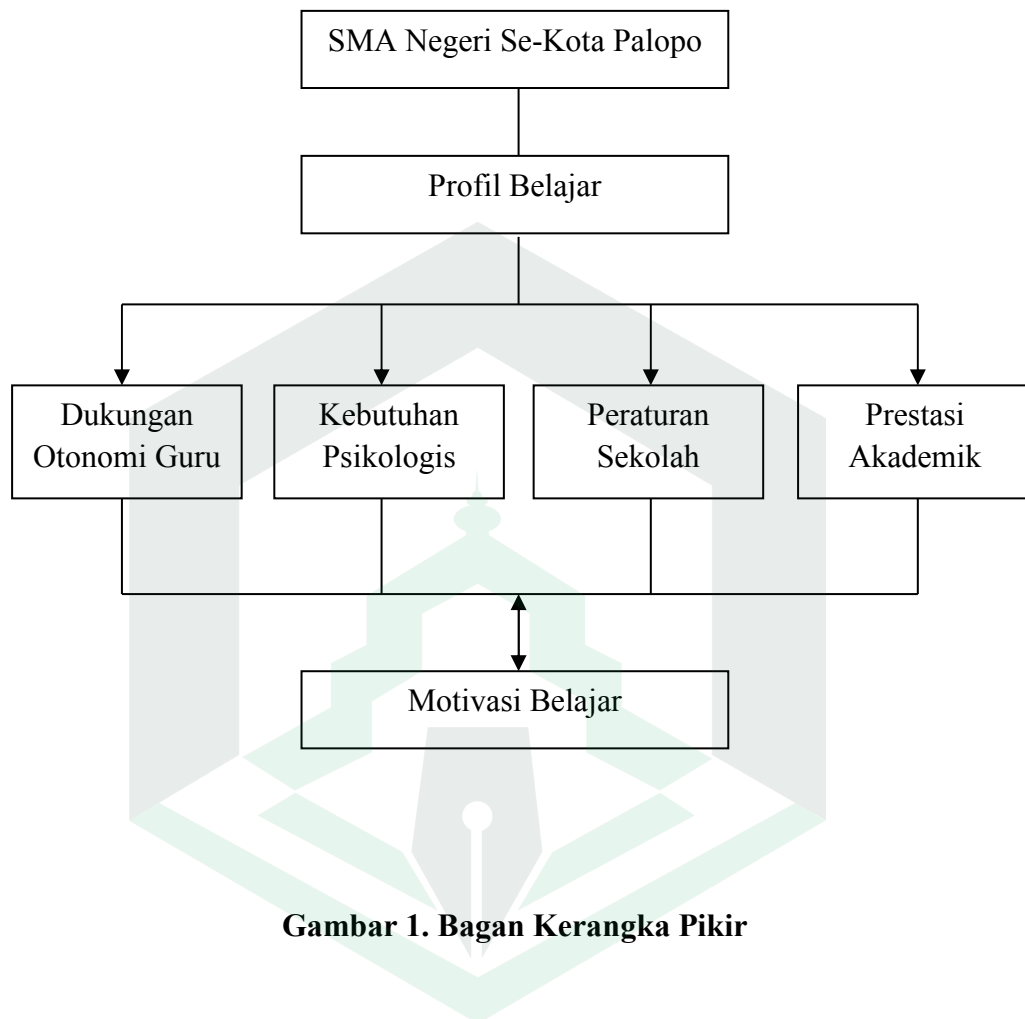 SMA Negeri Se-Kota Palopo
Profil Belajar
Dukungan
Otonomi Guru
Kebutuhan
Psikologis
Peraturan
Sekolah
Prestasi
Akademik
Motivasi Belajar
Gambar 1. Bagan Kerangka Pikir